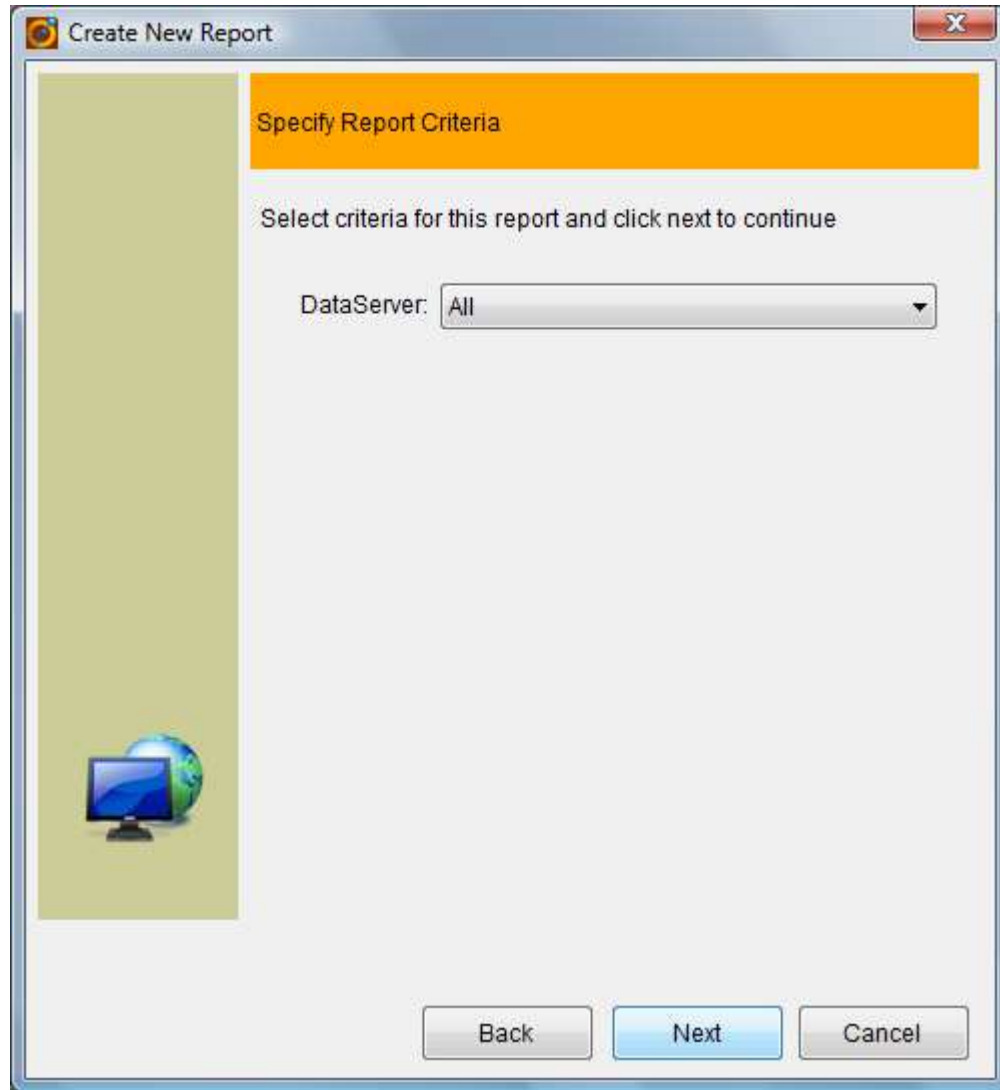 Create New Report
Specify Report Criteria
Select criteria for this report and click next to continue
DataServer: All
Back Next Cancel